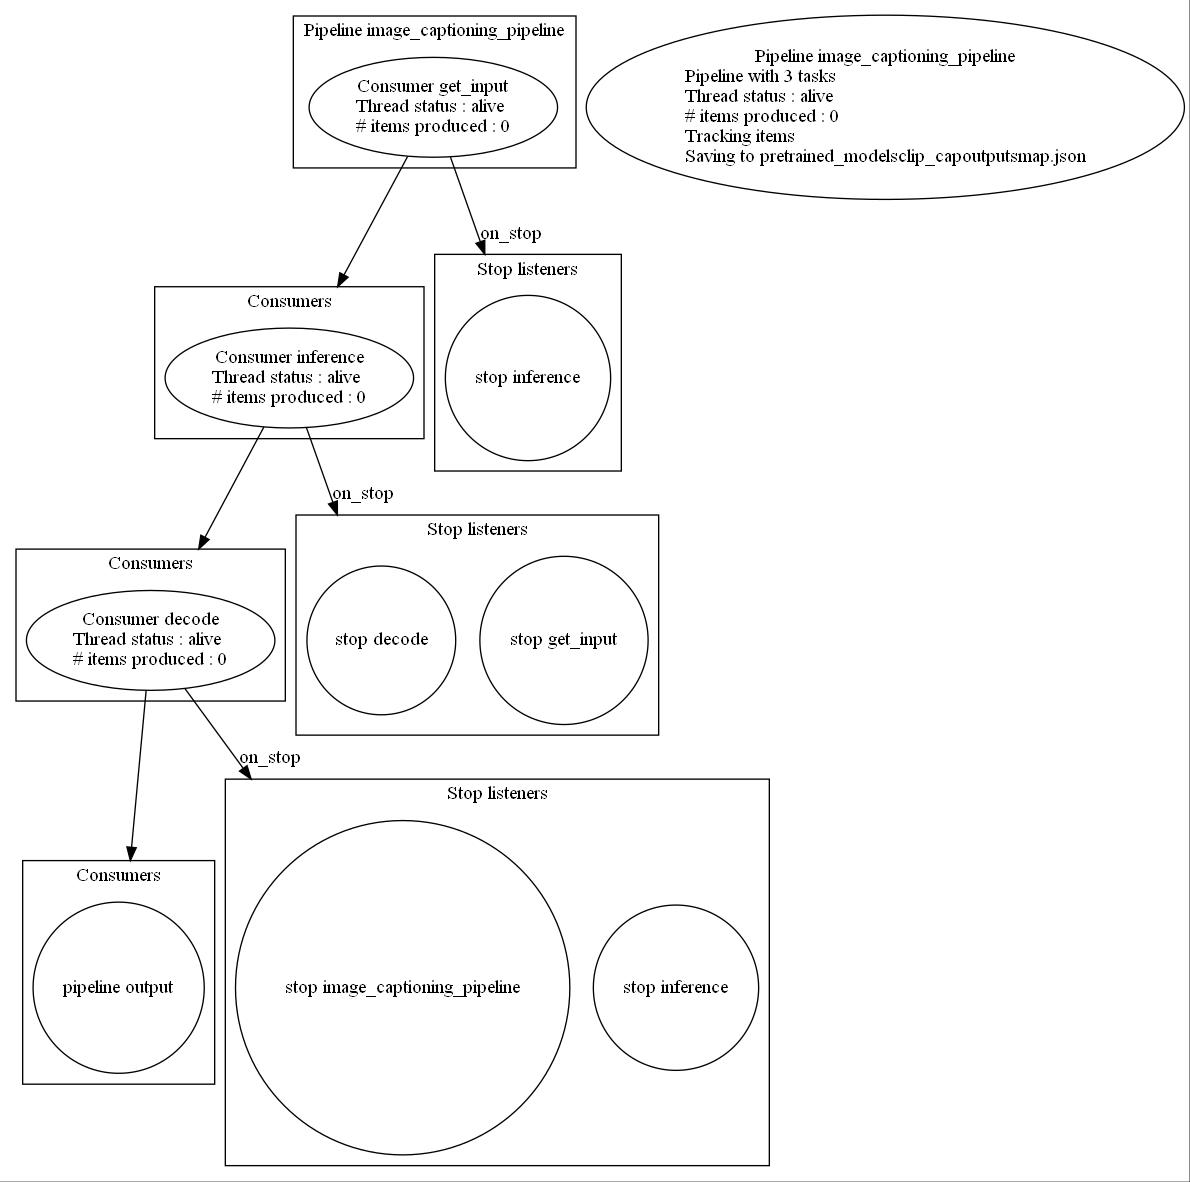 Pipeline image_captioning_pipeline
Consumer get_input
Thread status : alive
# items produced : 0
Pipeline image_captioning_pipeline
Pipeline with 3 tasks
Thread status : alive
# items produced : 0
Tracking items
Saving to pretrained_modelsclip_capoutputsmap.json
on_stop
Stop listeners
stop inference
Consumers
Consumer inference
Thread status : alive
# items produced : 0
on_stop
Stop listeners
stop decode
stop get_input
Consumers
Consumer decode
Thread status : alive
# items produced : 0
on_stop
Stop listeners
stop image_captioning_pipeline
stop inference
Consumers
pipeline output